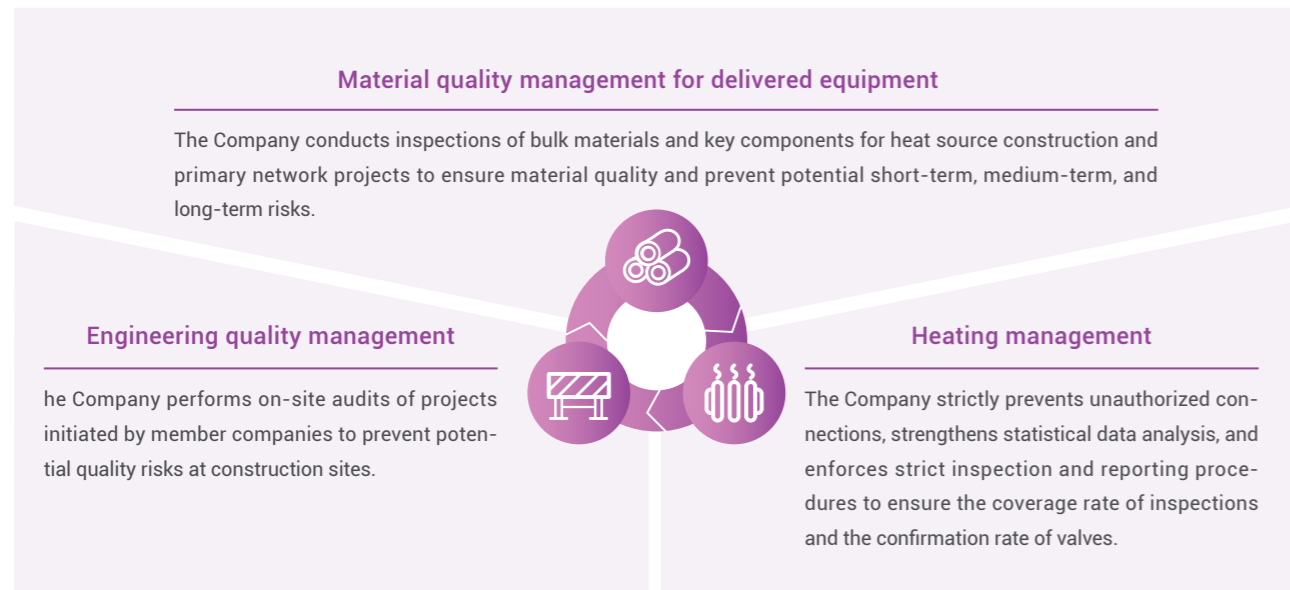 Material quality management for delivered equipment
The Company conducts inspections of bulk materials and key components for heat source construction and
primary network projects to ensure material quality and prevent potential short-term, medium-term, and
long-term risks.
Engineering quality management
he Company performs on-site audits of projects
initiated by member companies to prevent poten-
tial quality risks at construction sites.
Heating management
The Company strictly prevents unauthorized con-
nections, strengthens statistical data analysis, and
enforces strict inspection and reporting proce-
dures to ensure the coverage rate of inspections
and the confirmation rate of valves.